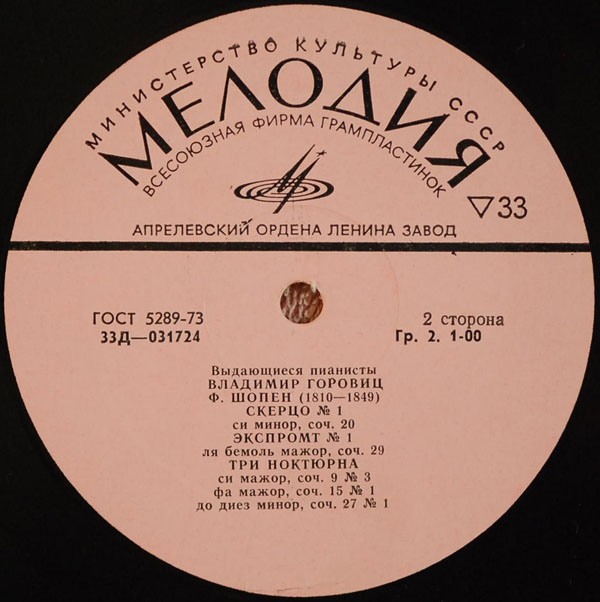 МИНИСТЕРСТВО КУЛЬТУРЫ СССР
МЕЛОДИЯ
ВСЕСОЮЗНАЯ ФИРМА ГРАМПЛАСТИНОК
▽33
АПРЕЛЕВСКИЙ ОРДЕНА ЛЕНИНА ЗАВОД
ГОСТ 5289-73
33Д—031724
2 сторона
Гр. 2. 1-00
Выдающиеся пианисты
ВЛАДИМИР ГОРОВИЦ
Ф. ШОПЕН (1810—1849)
СКЕРЦО № 1
си минор, соч. 20
ЭКСПРОМТ № 1
ля бемоль мажор, соч. 29
ТРИ НОКТЮРНА
си мажор, соч. 9 № 3
фа мажор, соч. 15 № 1
до диез минор, соч. 27 № 1